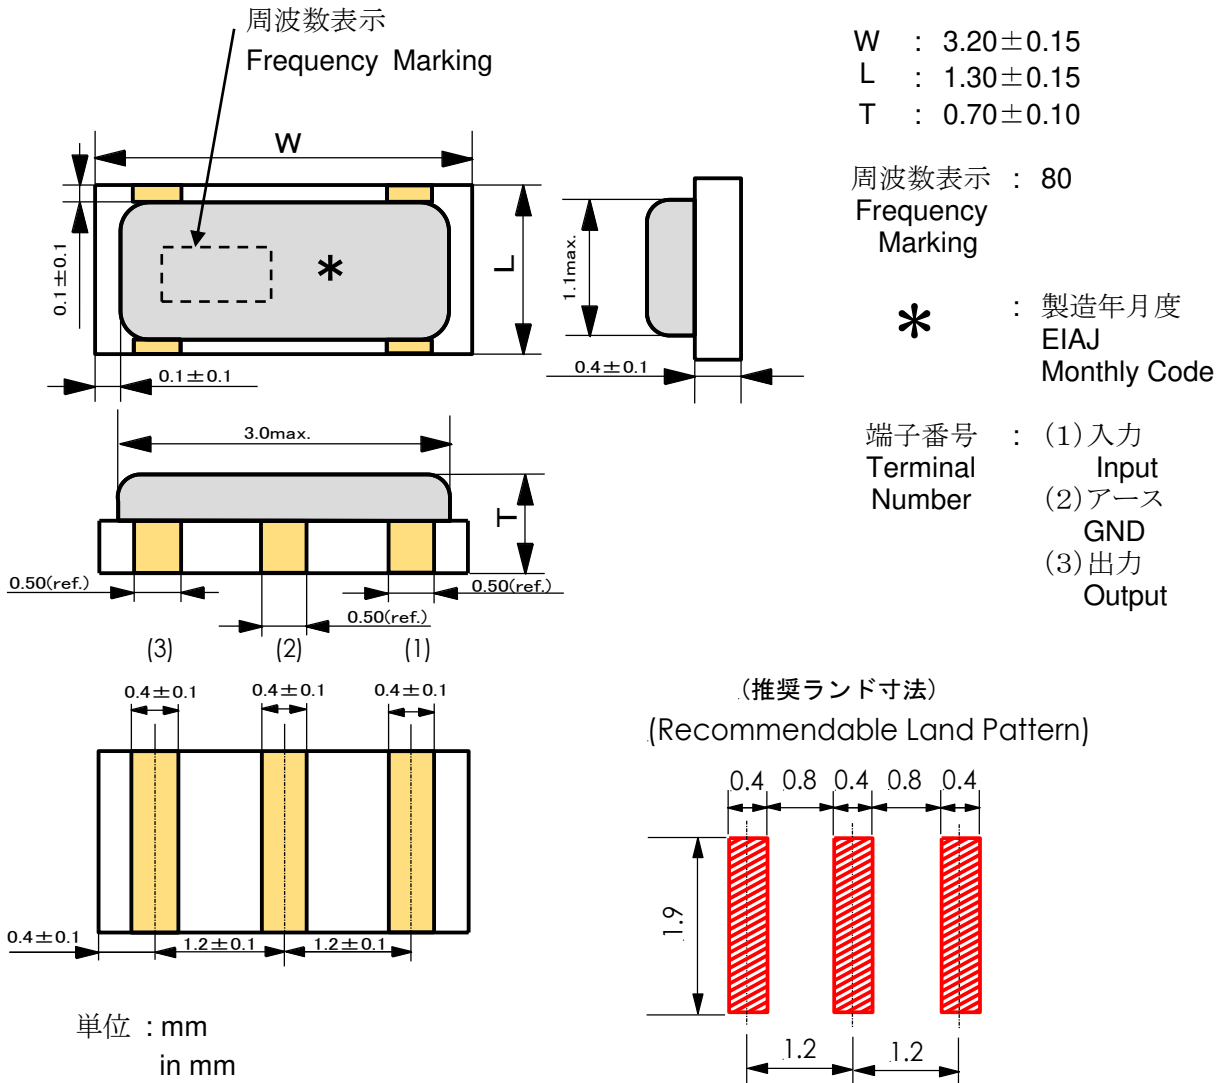 周波数表示
Frequency Marking
W
L
0.1±0.1
0.1±0.1
1.1max.
0.4±0.1
W : 3.20±0.15
L : 1.30±0.15
T : 0.70±0.10
周波数表示 : 80
Frequency
Marking
* : 製造年月度
EIAJ
Monthly Code
端子番号 : (1)入力
Terminal Input
Number (2)アース
GND
(3)出力
Output
3.0max.
T
0.50(ref.)
0.50(ref.)
0.50(ref.)
(3) (2) (1)
0.4±0.1 0.4±0.1 0.4±0.1
0.4±0.1 1.2±0.1 1.2±0.1
単位 : mm
in mm
(推奨ランド寸法)
(Recommendable Land Pattern)
0.4 0.8 0.4 0.8 0.4
1.9
1.2 1.2
*